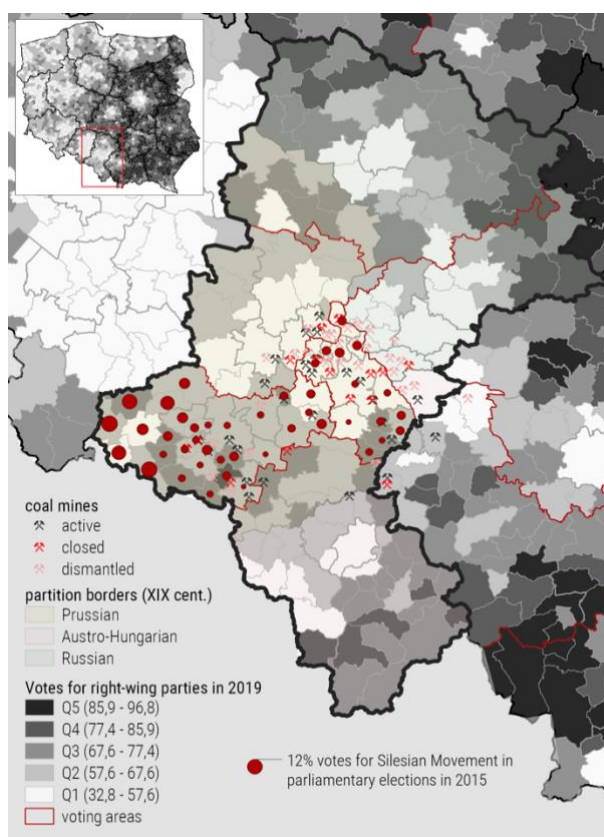 coal mines
active
closed
dismantled
partition borders (XIX cent.)
Prussian
Austro-Hungarian
Russian
Votes for right-wing parties in 2019
Q5 (85,9 - 96,8)
Q4 (77,4 - 85,9)
Q3 (67,6 - 77,4)
Q2 (57,6 - 67,6)
Q1 (32,8 - 57,6)
voting areas
12% votes for Silesian Movement in
parliamentary elections in 2015